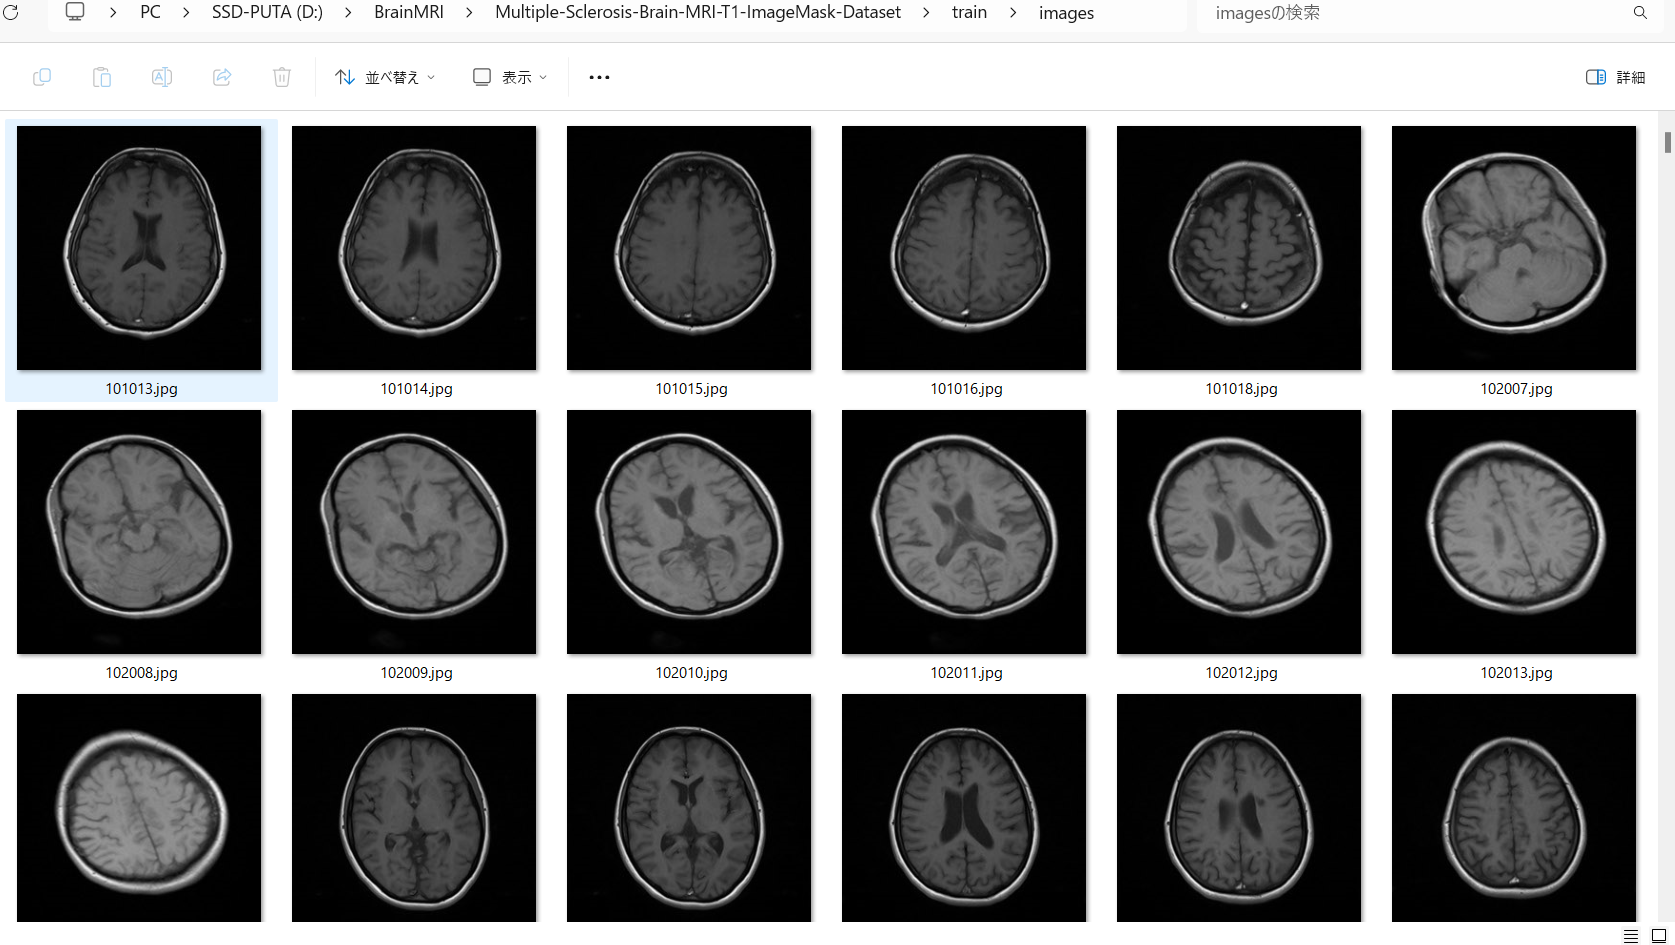 PC > SSD-PUTA (D:) > BrainMRI > Multiple-Sclerosis-Brain-MRI-T1-ImageMask-Dataset > train > images
imagesの検索
並べ替え 表示 詳細
101013.jpg 101014.jpg 101015.jpg 101016.jpg 101018.jpg 102007.jpg
102008.jpg 102009.jpg 102010.jpg 102011.jpg 102012.jpg 102013.jpg